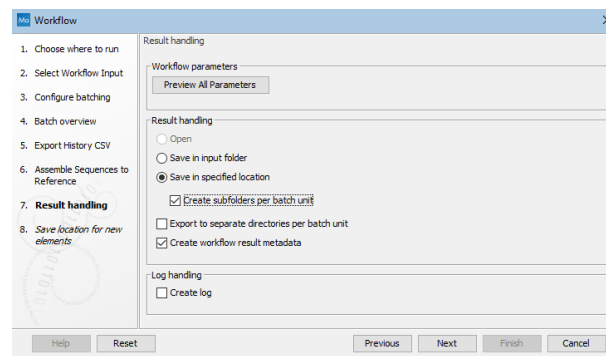 Mo Workflow
1. Choose where to run
2. Select Workflow Input
3. Configure batching
4. Batch overview
5. Export History CSV
6. Assemble Sequences to
Reference
7. Result handling
8. Save location for new
elements
Result handling
Workflow parameters
Preview All Parameters
Result handling
Open
Save in input folder
Save in specified location
Create subfolders per batch unit
Export to separate directories per batch unit
Create workflow result metadata
Log handling
Create log
Help Reset Previous Next Finish Cancel